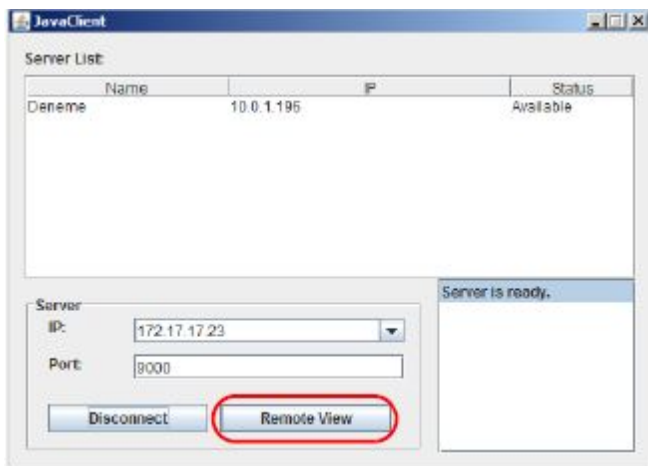 JavaClient
Server List:
Name IP Status
Deneme 10.0.1.195 Available
Server is ready.
Server
IP: 172.17.17.23
Port: 9000
Disconnect Remote View